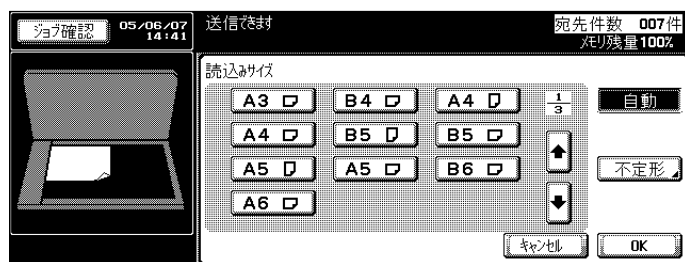 ジョブ確認 05/06/07 14:41
送信できます
宛先件数 007件
メモリ残量100%
読込みサイズ
A3 B4 A4 1/3 自動
A4 B5 B5
A5 A5 B6 不定形
A6
キャンセル OK